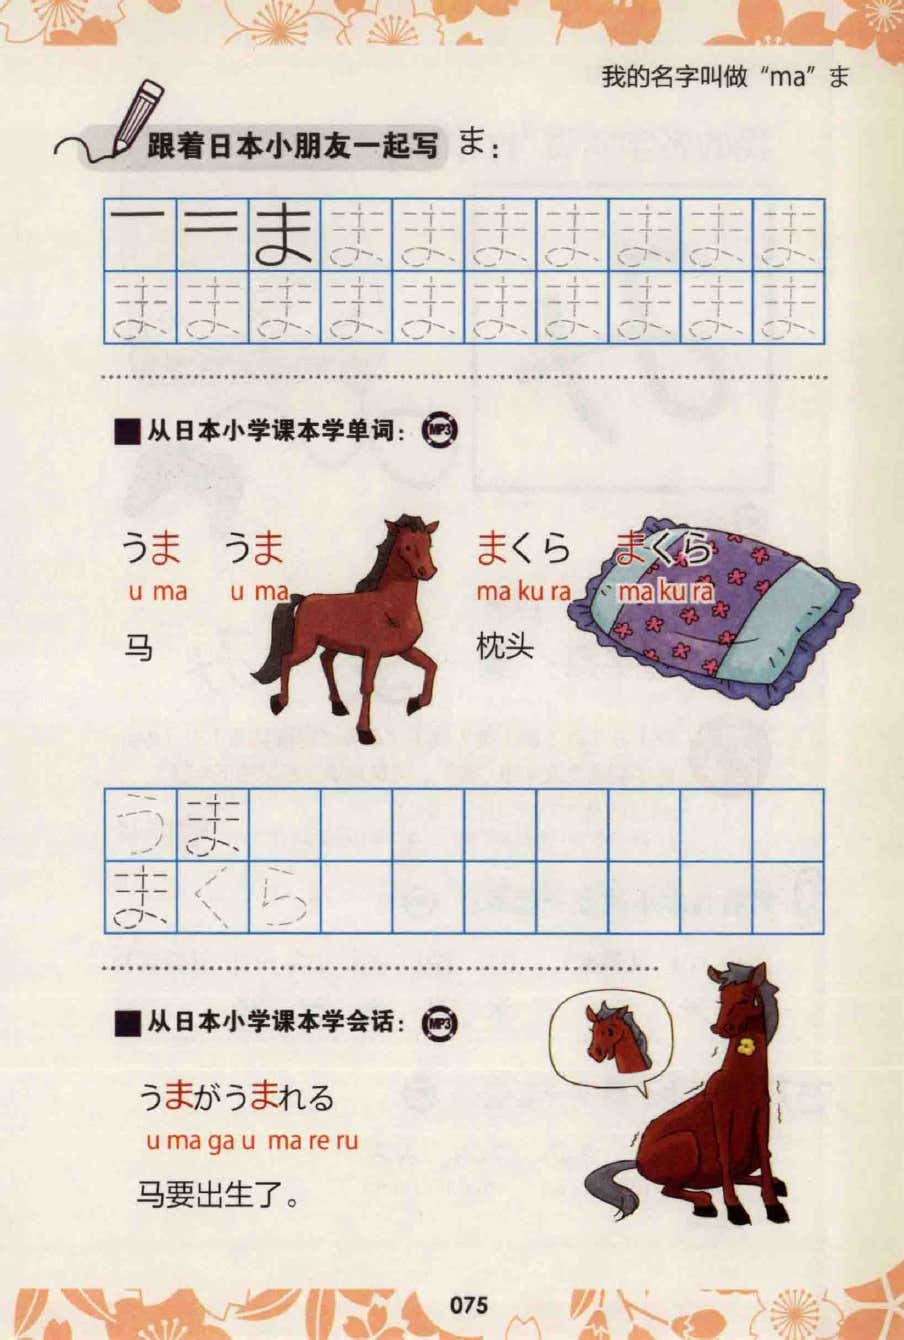 我的名字叫做“ma”ま
跟着日本小朋友一起写 ま：
一 二 ま ま ま ま ま ま ま ま
ま ま ま ま ま ま ま ま ま ま
从日本小学课本学单词： MP3
うま うま まくら まくら
u ma u ma ma ku ra ma ku ra
马 枕头
うま
まくら
从日本小学课本学会话： MP3
うまがうまれる
u ma ga u ma re ru
马要出生了。
075